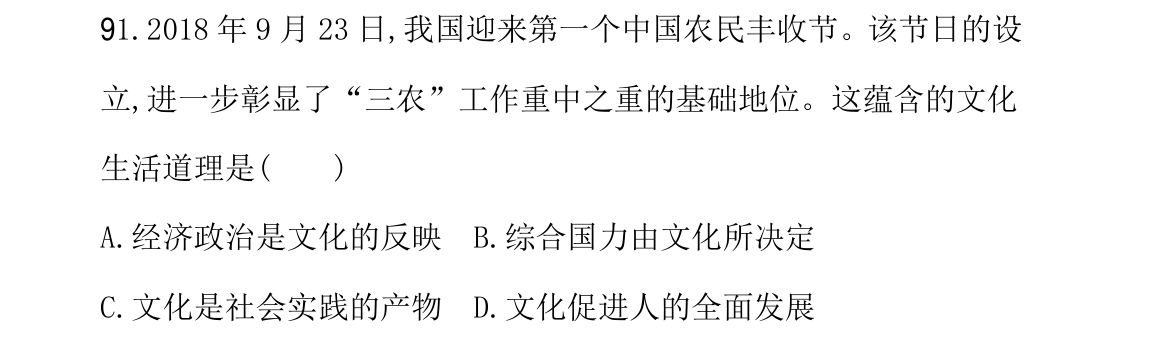 91.2018 年 9 月 23 日,我国迎来第一个中国农民丰收节。该节日的设
立,进一步彰显了“三农”工作重中之重的基础地位。这蕴含的文化
生活道理是(　　)
A.经济政治是文化的反映　B.综合国力由文化所决定
C.文化是社会实践的产物　D.文化促进人的全面发展